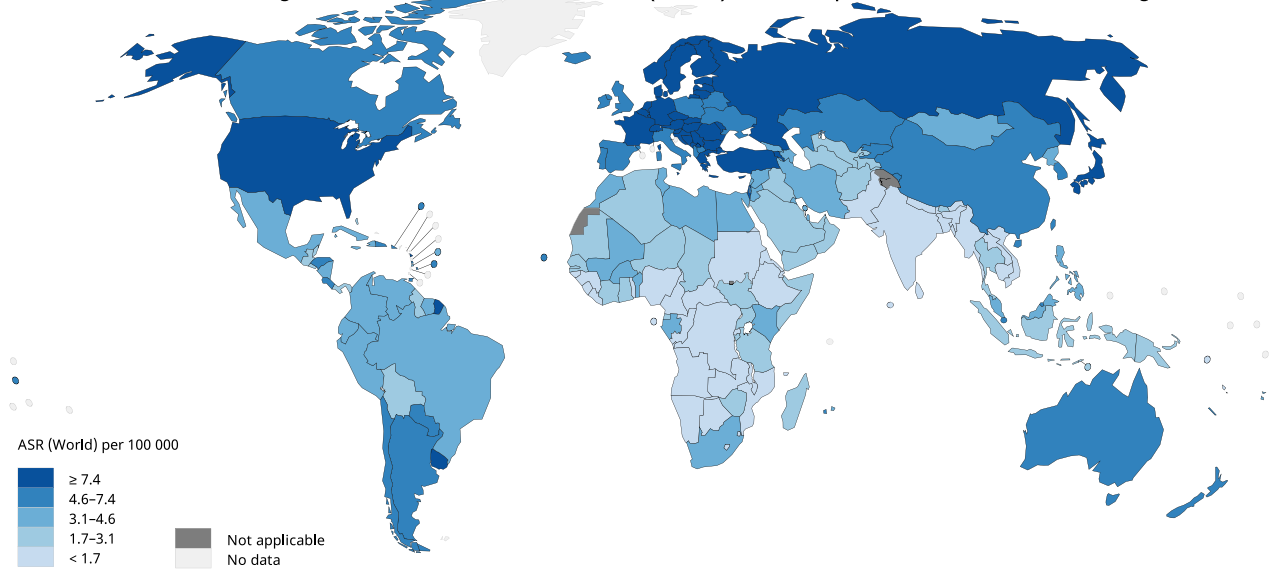 ASR (World) per 100 000
≥ 7.4
4.6–7.4
3.1–4.6
1.7–3.1
< 1.7
Not applicable
No data